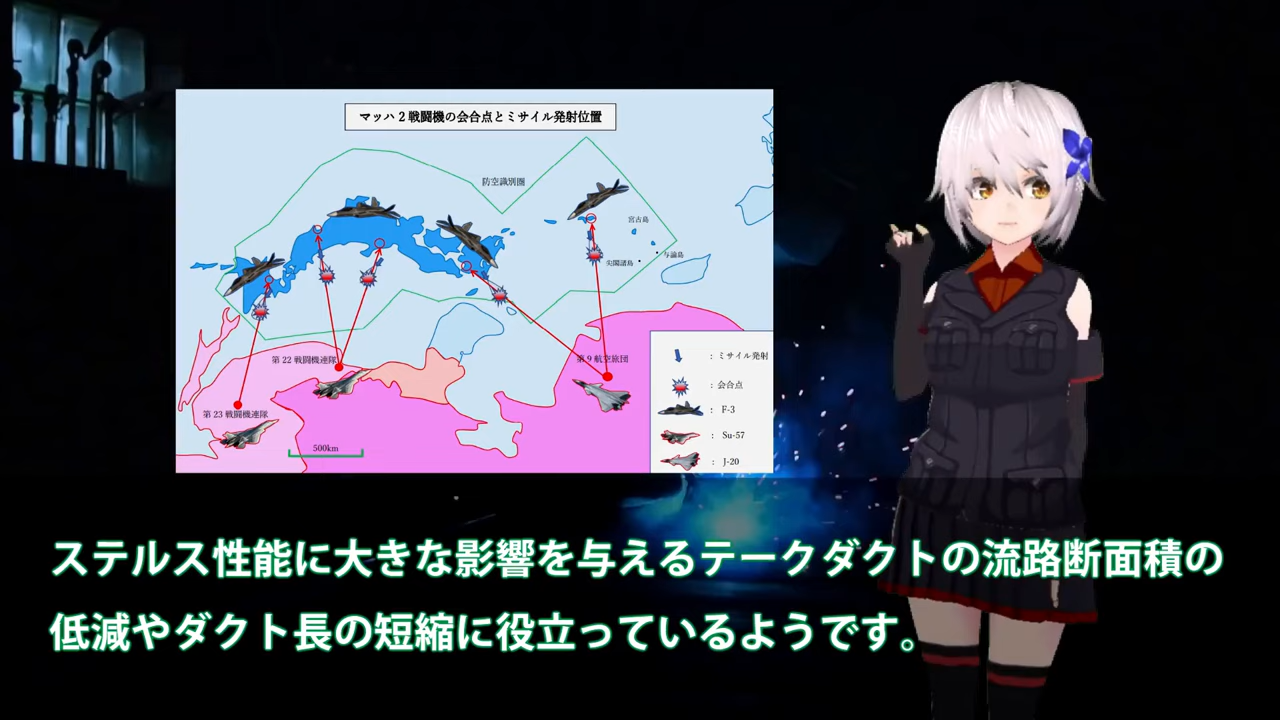 マッハ2戦闘機の会合点とミサイル発射位置
防空識別圏
宮古島
与論島
尖閣諸島
第22戦闘機連隊
第9航空旅団
第23戦闘機連隊
500km
：ミサイル発射
：会合点
： F-3
： Su-57
： J-20
ステルス性能に大きな影響を与えるテークダクトの流路断面積の
低減やダクト長の短縮に役立っているようです。